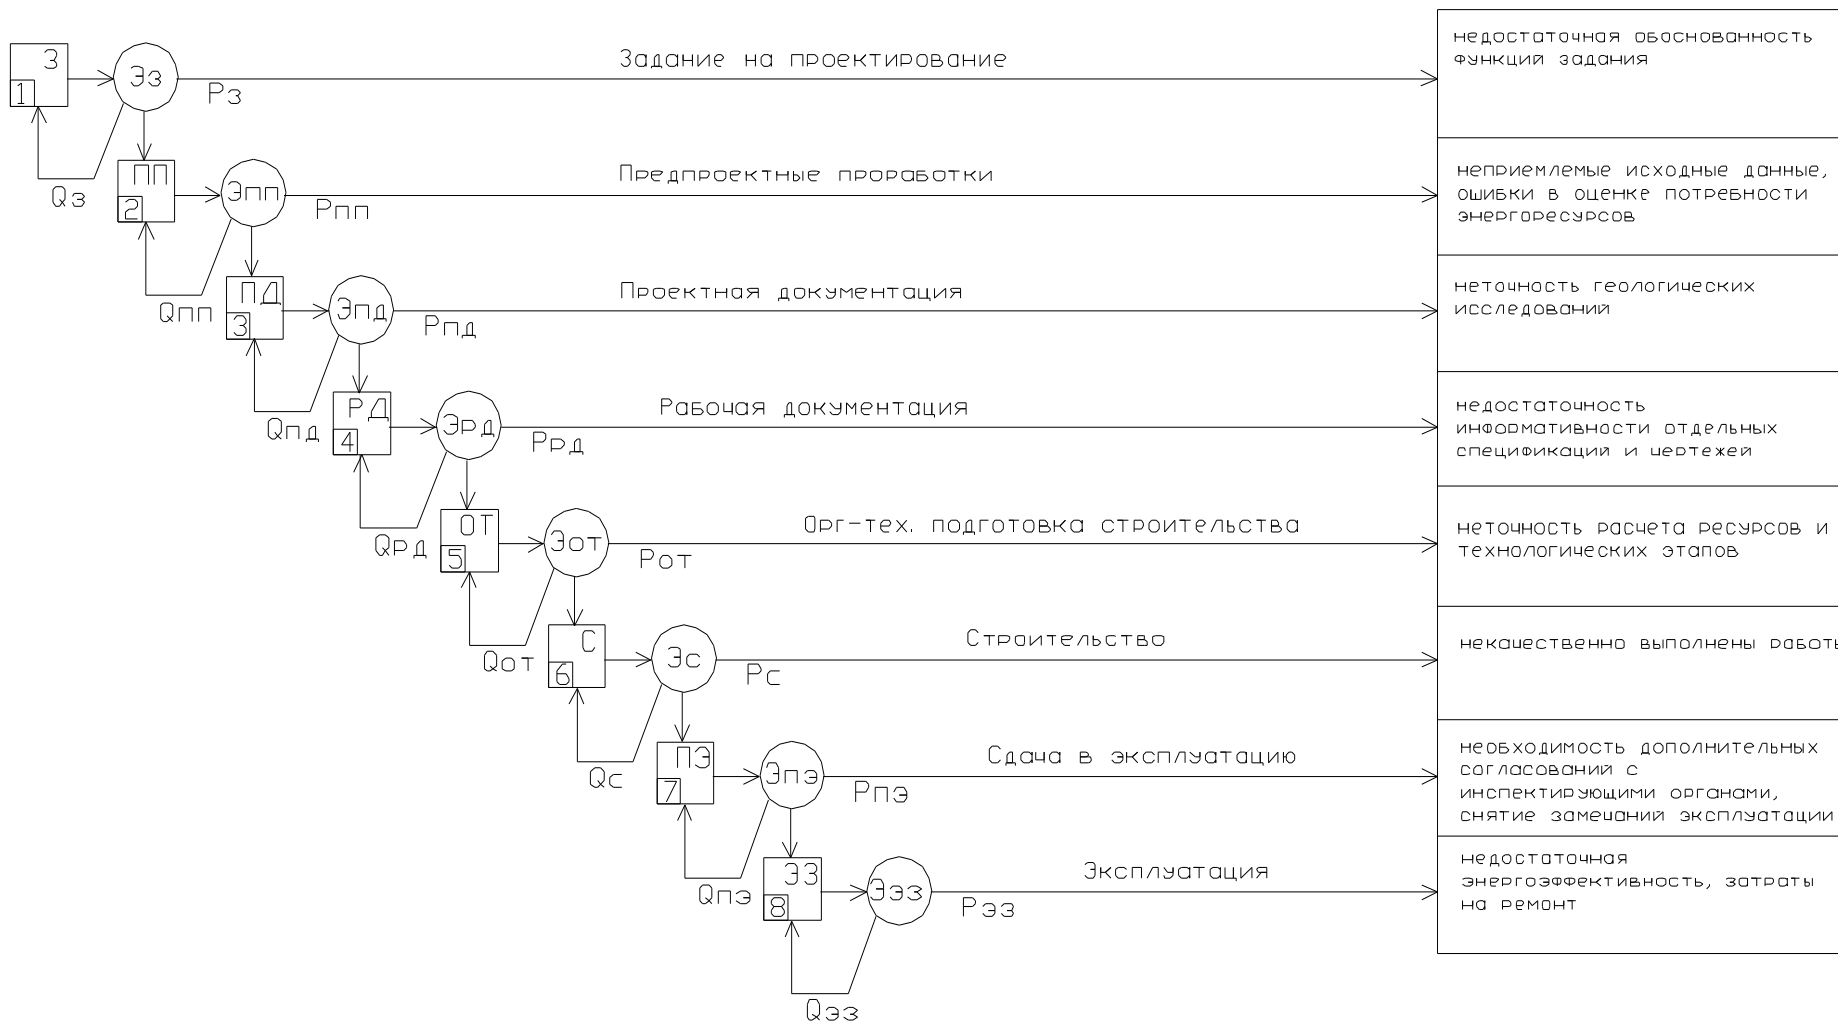 З
1
Эз
Рз
Задание на проектирование
недостаточная обоснованность
функций задания
Qз
ПП
2
Эпп
Рпп
Предпроектные проработки
неприемлемые исходные данные,
ошибки в оценке потребности
энергоресурсов
Qпп
ПД
3
Эпд
Рпд
Проектная документация
неточность геологических
исследований
Qпд
РД
4
Эрд
Ррд
Рабочая документация
недостаточность
информативности отдельных
спецификаций и чертежей
Qрд
ОТ
5
Эот
Рот
Орг-тех. подготовка строительства
неточность расчета ресурсов и
технологических этапов
Qот
С
6
Эс
Рс
Строительство
некачественно выполнены работы
Qс
ПЭ
7
Эпэ
Рпэ
Сдача в эксплуатацию
необходимость дополнительных
согласований с
инспектирующими органами,
снятие замечаний эксплуатации
Qпэ
ЭЗ
8
Ээз
Рэз
Эксплуатация
недостаточная
энергоэффективность, затраты
на ремонт
Qэз